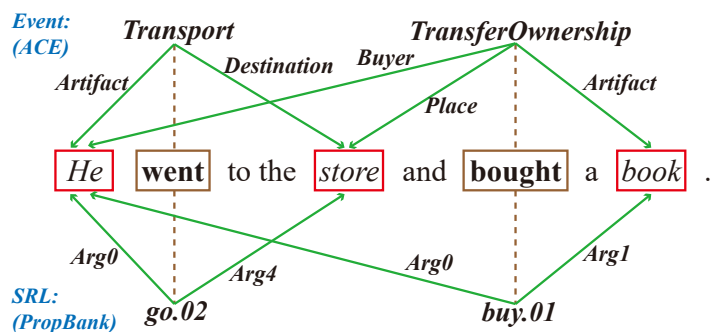 Event:
(ACE)
Transport
TransferOwnership
Artifact
Destination
Buyer
Place
Artifact
He went to the store and bought a book .
Arg0
Arg4
Arg0
Arg1
SRL:
(PropBank)
go.02
buy.01